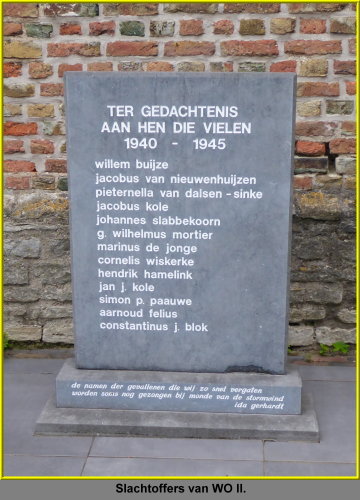 TER GEDACHTENIS
AAN HEN DIE VIELEN
1940 - 1945
willem buijze
jacobus van nieuwenhuijzen
pieternella van dalsen - sinke
jacobus kole
johannes slabbekoorn
g. wilhelmus mortier
marinus de jonge
cornelis wiskerke
hendrik hamelink
jan j. kole
simon p. paauwe
aarnoud felius
constantinus j. blok
de namen der gevallenen die wij zo snel vergaten
worden soms nog gezongen bij monde van de stormwind
ida gerhardt
Slachtoffers van WO II.